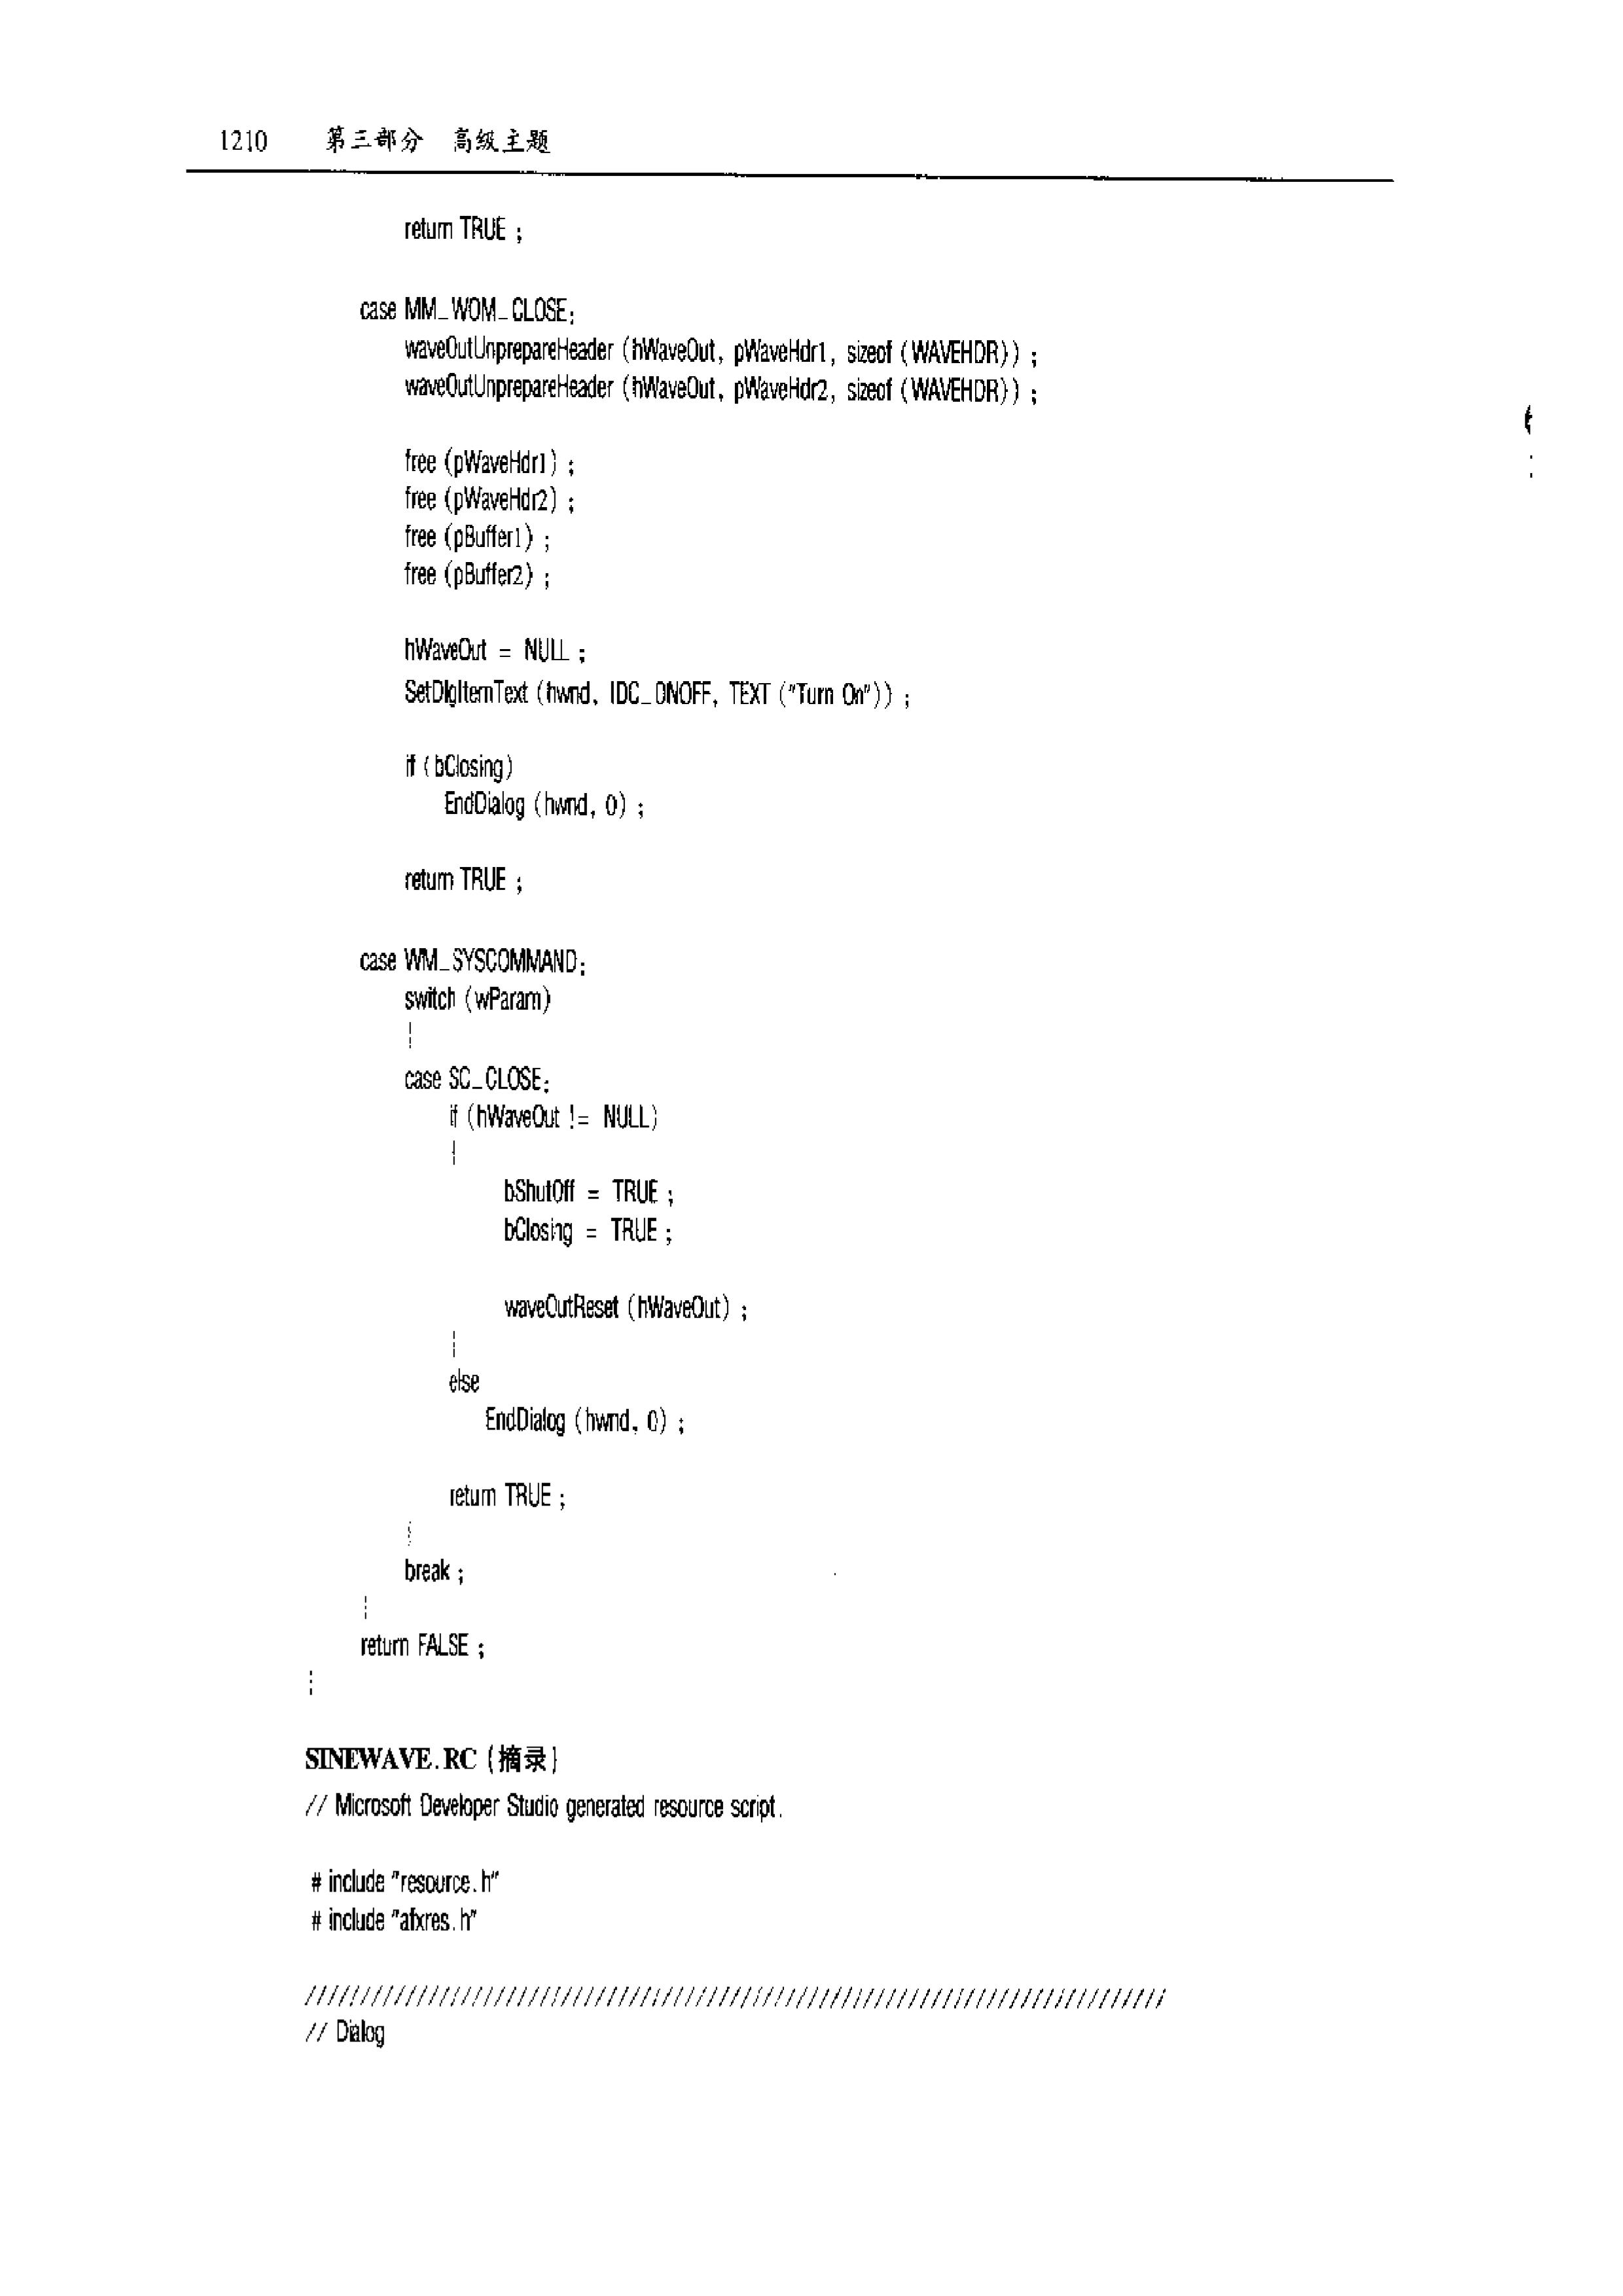 1210 第三部分 高级主题
return TRUE ;
case MM_WOM_CLOSE:
waveOutUnprepareHeader (hWaveOut, pWaveHdr1, sizeof (WAVEHDR)) ;
waveOutUnprepareHeader (hWaveOut, pWaveHdr2, sizeof (WAVEHDR)) ;
free (pWaveHdr1) ;
free (pWaveHdr2) ;
free (pBuffer1) ;
free (pBuffer2) ;
hWaveOut = NULL ;
SetDlgItemText (hwnd, IDC_ONOFF, TEXT ("Turn On")) ;
if (bClosing)
EndDialog (hwnd, 0) ;
return TRUE ;
case WM_SYSCOMMAND:
switch (wParam)
{
case SC_CLOSE:
if (hWaveOut != NULL)
{
bShutOff = TRUE ;
bClosing = TRUE ;
waveOutReset (hWaveOut) ;
}
else
EndDialog (hwnd, 0) ;
return TRUE ;
}
break ;
}
return FALSE ;
}
SINEWAVE.RC (摘录)
// Microsoft Developer Studio generated resource script.
# include "resource.h"
# include "afxres.h"
/////////////////////////////////////////////////////////////////////////////
// Dialog